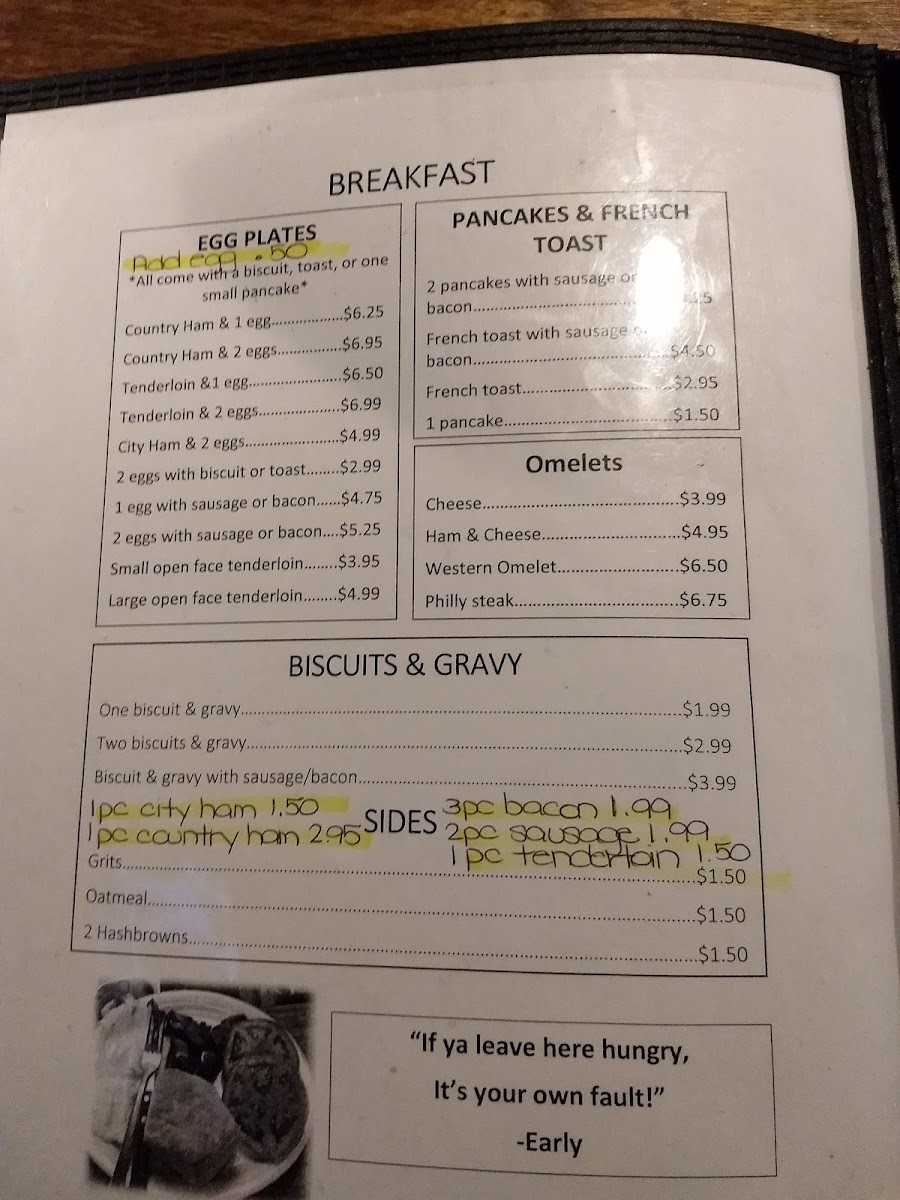 BREAKFAST
EGG PLATES
Add egg .50
*All come with a biscuit, toast, or one
small pancake*
Country Ham & 1 egg..................$6.25
Country Ham & 2 eggs................$6.95
Tenderloin &1 egg........................$6.50
Tenderloin & 2 eggs.....................$6.99
City Ham & 2 eggs........................$4.99
2 eggs with biscuit or toast........$2.99
1 egg with sausage or bacon......$4.75
2 eggs with sausage or bacon....$5.25
Small open face tenderloin........$3.95
Large open face tenderloin........$4.99
PANCAKES & FRENCH
TOAST
2 pancakes with sausage or
bacon
French toast with sausage
bacon.............................................$4.50
French toast....................................$2.95
1 pancake........................................$1.50
Omelets
Cheese..............................................$3.99
Ham & Cheese................................$4.95
Western Omelet............................$6.50
Philly steak......................................$6.75
BISCUITS & GRAVY
One biscuit & gravy..........................................................................$1.99
Two biscuits & gravy.........................................................................$2.99
Biscuit & gravy with sausage/bacon.................................................$3.99
1pc city ham 1.50
1pc country ham 2.95
SIDES
3pc bacon 1.99
2pc sausage 1.99
1 pc tenderloin 1.50
Grits...................................................................................................$1.50
Oatmeal.............................................................................................$1.50
2 Hashbrowns....................................................................................$1.50
“If ya leave here hungry,
It’s your own fault!”
-Early